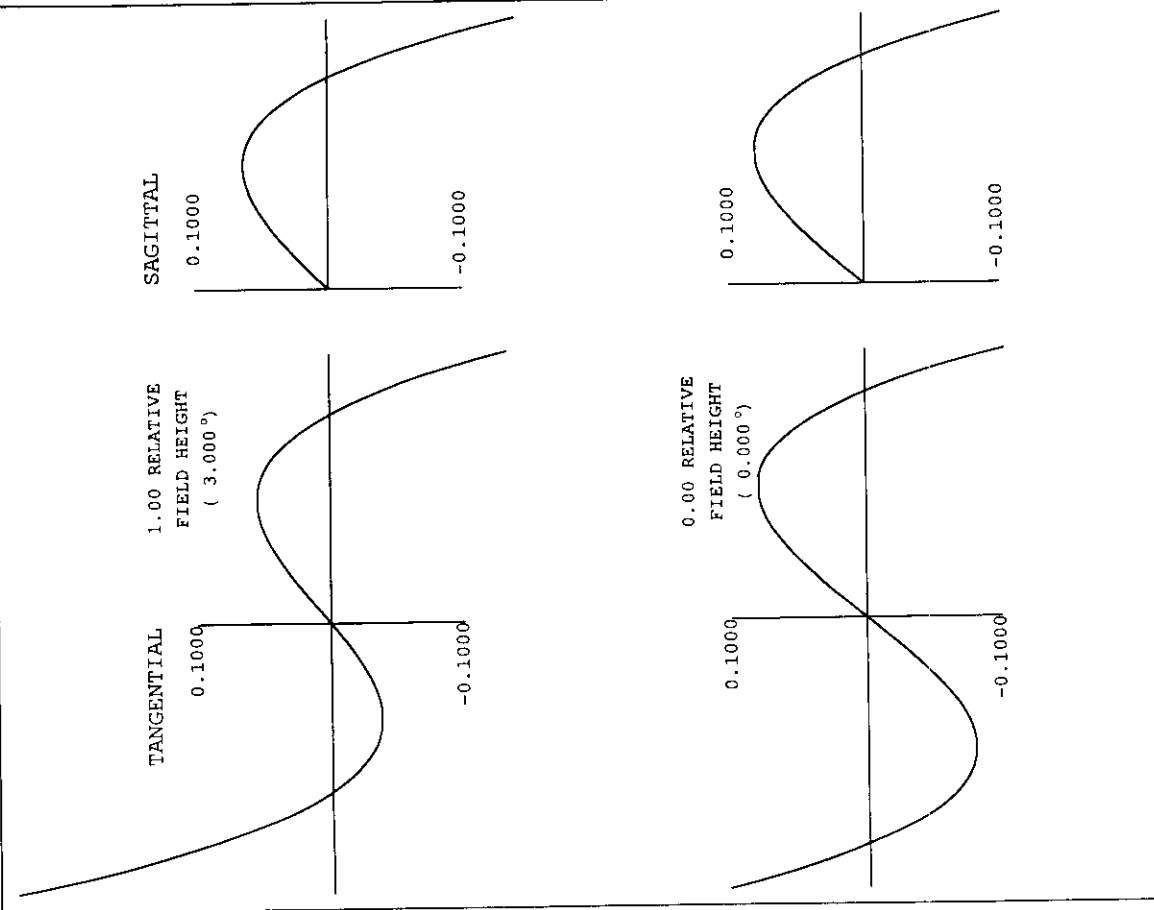 TANGENTIAL
1.00 RELATIVE
FIELD HEIGHT
( 3.000°)
SAGITTAL
0.1000
-0.1000
0.1000
-0.1000
0.00 RELATIVE
FIELD HEIGHT
( 0.000°)
0.1000
-0.1000
0.1000
-0.1000